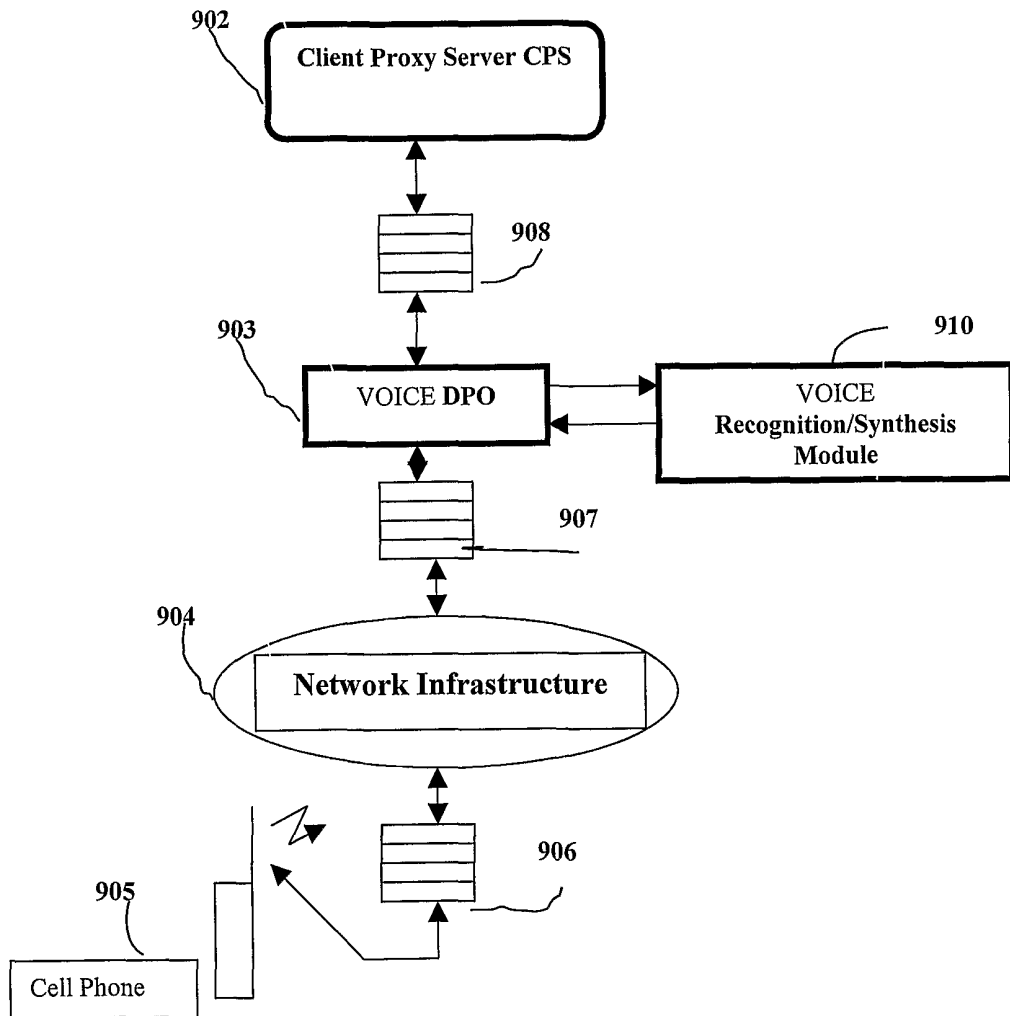 902
Client Proxy Server CPS
908
903
910
VOICE DPO
VOICE
Recognition/Synthesis
Module
907
904
Network Infrastructure
906
905
Cell Phone